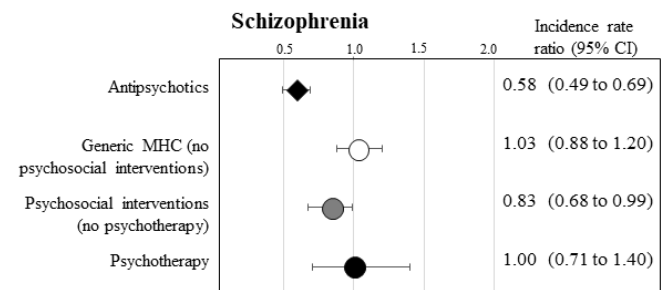 Schizophrenia
Incidence rate
ratio (95% CI)
0.5 1.0 1.5 2.0
Antipsychotics 0.58 (0.49 to 0.69)
Generic MHC (no
psychosocial interventions) 1.03 (0.88 to 1.20)
Psychosocial interventions
(no psychotherapy) 0.83 (0.68 to 0.99)
Psychotherapy 1.00 (0.71 to 1.40)